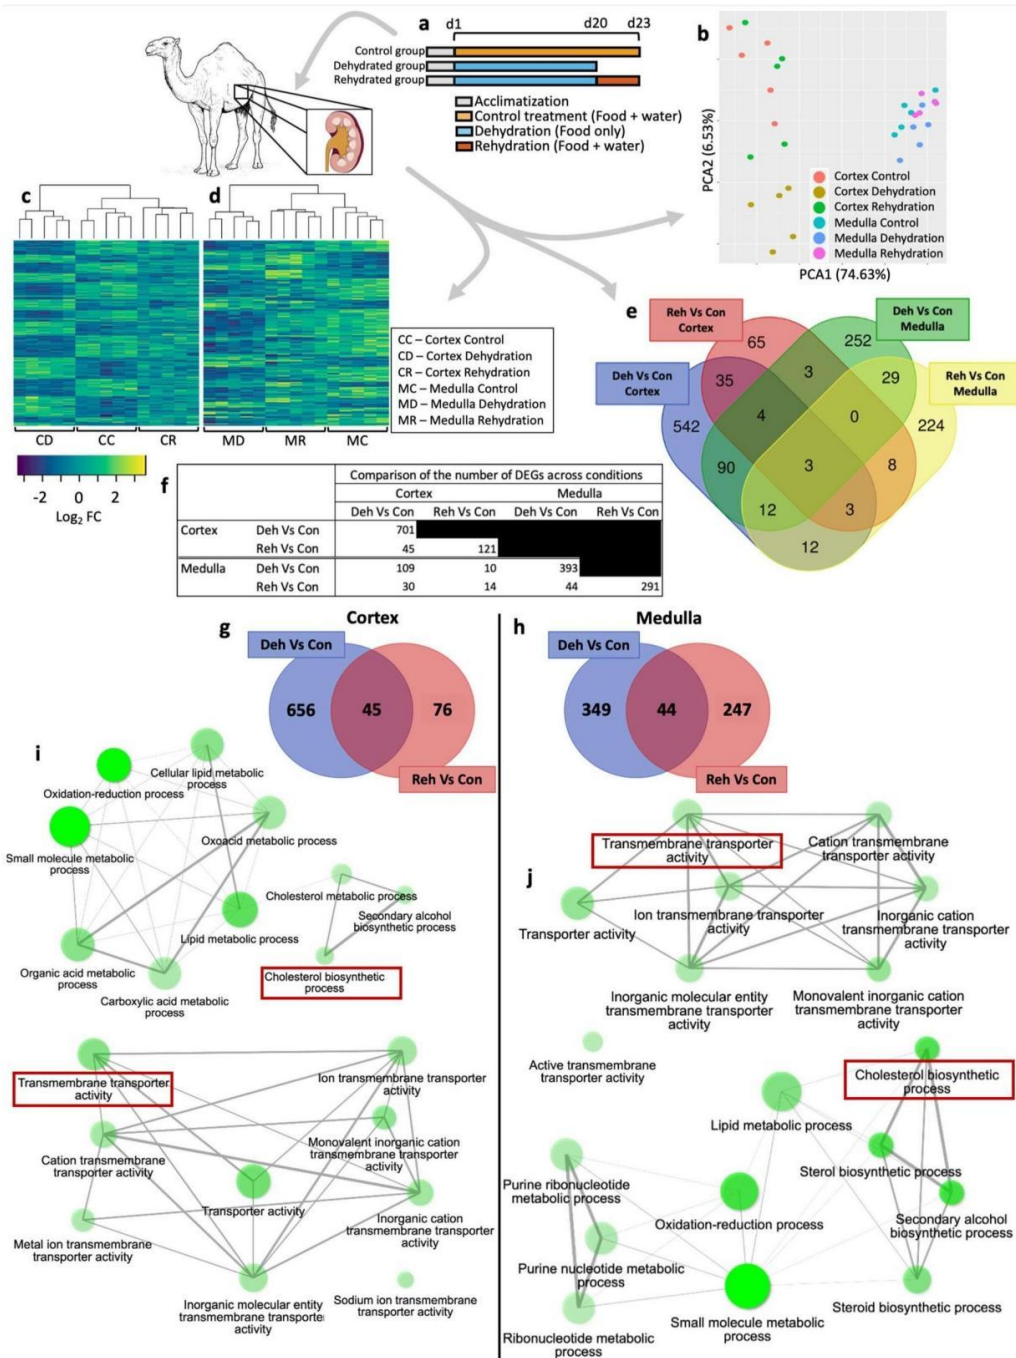 a
d1 d20 d23
Control group
Dehydrated group
Rehydrated group
Acclimatization
Control treatment (Food + water)
Dehydration (Food only)
Rehydration (Food + water)
b
PCA2 (6.53%)
Cortex Control
Cortex Dehydration
Cortex Rehydration
Medulla Control
Medulla Dehydration
Medulla Rehydration
PCA1 (74.63%)
c
d
CD CC CR
MD MR MC
-2 0 2
Log2 FC
CC – Cortex Control
CD – Cortex Dehydration
CR – Cortex Rehydration
MC – Medulla Control
MD – Medulla Dehydration
MR – Medulla Rehydration
e
Reh Vs Con
Cortex
Deh Vs Con
Medulla
Deh Vs Con
Cortex
Reh Vs Con
Medulla
65 252
35 3 29
542 4 0 224
90 3 8
12 3
12
f
Comparison of the number of DEGs across conditions
Cortex Medulla
Deh Vs Con Reh Vs Con Deh Vs Con Reh Vs Con
Cortex Deh Vs Con 701
Reh Vs Con 45 121
Medulla Deh Vs Con 109 10 393
Reh Vs Con 30 14 44 291
g
Cortex
Deh Vs Con
656 45 76
Reh Vs Con
h
Medulla
Deh Vs Con
349 44 247
Reh Vs Con
i
Cellular lipid metabolic
process
Oxidation-reduction process
Oxoacid metabolic process
Small molecule metabolic
process
Cholesterol metabolic process
Secondary alcohol
biosynthetic process
Lipid metabolic process
Organic acid metabolic
process
Cholesterol biosynthetic
process
Carboxylic acid metabolic
process
Transmembrane transporter
activity
Ion transmembrane transporter
activity
Monovalent inorganic cation
transmembrane transporter
activity
Cation transmembrane
transporter activity
Transporter activity
Inorganic cation
transmembrane transporter
activity
Metal ion transmembrane
transporter activity
Inorganic molecular entity
transmembrane transporte
activity
Sodium ion transmembrane
transporter activity
j
Transmembrane transporter
activity
Cation transmembrane
transporter activity
Ion transmembrane transporter
activity
Inorganic cation
transmembrane transporter
activity
Transporter activity
Inorganic molecular entity
transmembrane transporter
activity
Monovalent inorganic cation
transmembrane transporter
activity
Active transmembrane
transporter activity
Cholesterol biosynthetic
process
Lipid metabolic process
Sterol biosynthetic process
Purine ribonucleotide
metabolic process
Oxidation-reduction process
Secondary alcohol
biosynthetic process
Purine nucleotide metabolic
process
Steroid biosynthetic process
Small molecule metabolic
process
Ribonucleotide metabolic
process